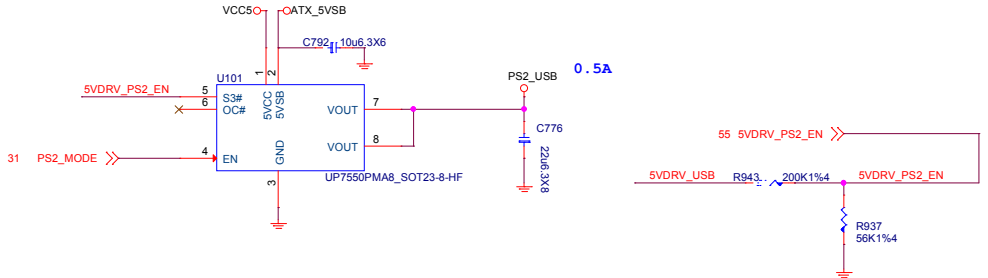 VCC5
ATX_5VSB
C792
10u6.3X6
U101
1
2
5VDRV_PS2_EN
5
S3#
6
OC#
5VCC
5VSB
VOUT
7
PS2_USB
0.5A
31
PS2_MODE
4
EN
GND
VOUT
8
3
UP7550PMA8_SOT23-8-HF
C776
22u6.3X8
55
5VDRV_PS2_EN
5VDRV_USB
R943
200K1%4
5VDRV_PS2_EN
R937
56K1%4